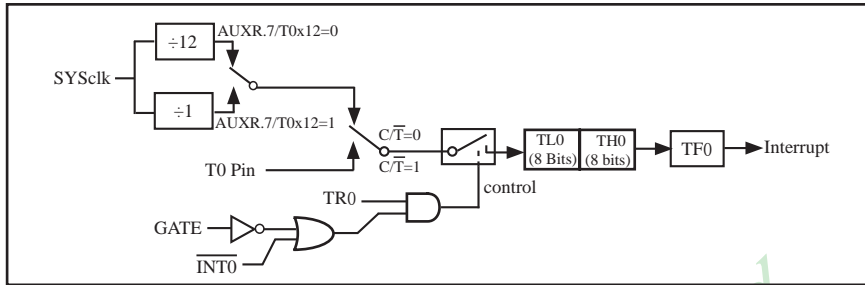 ÷12
AUXR.7/T0x12=0
SYSclk
÷1
AUXR.7/T0x12=1
C/T̅=0
C/T̅=1
T0 Pin
TL0
(8 Bits)
TH0
(8 bits)
TF0
Interrupt
control
TR0
GATE
I̅N̅T̅0̅